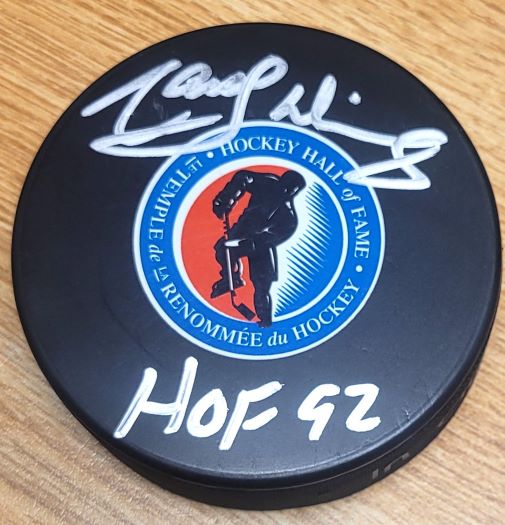 HOCKEY HALL of FAME
LE TEMPLE de LA RENOMMÉE du HOCKEY
HOF 92